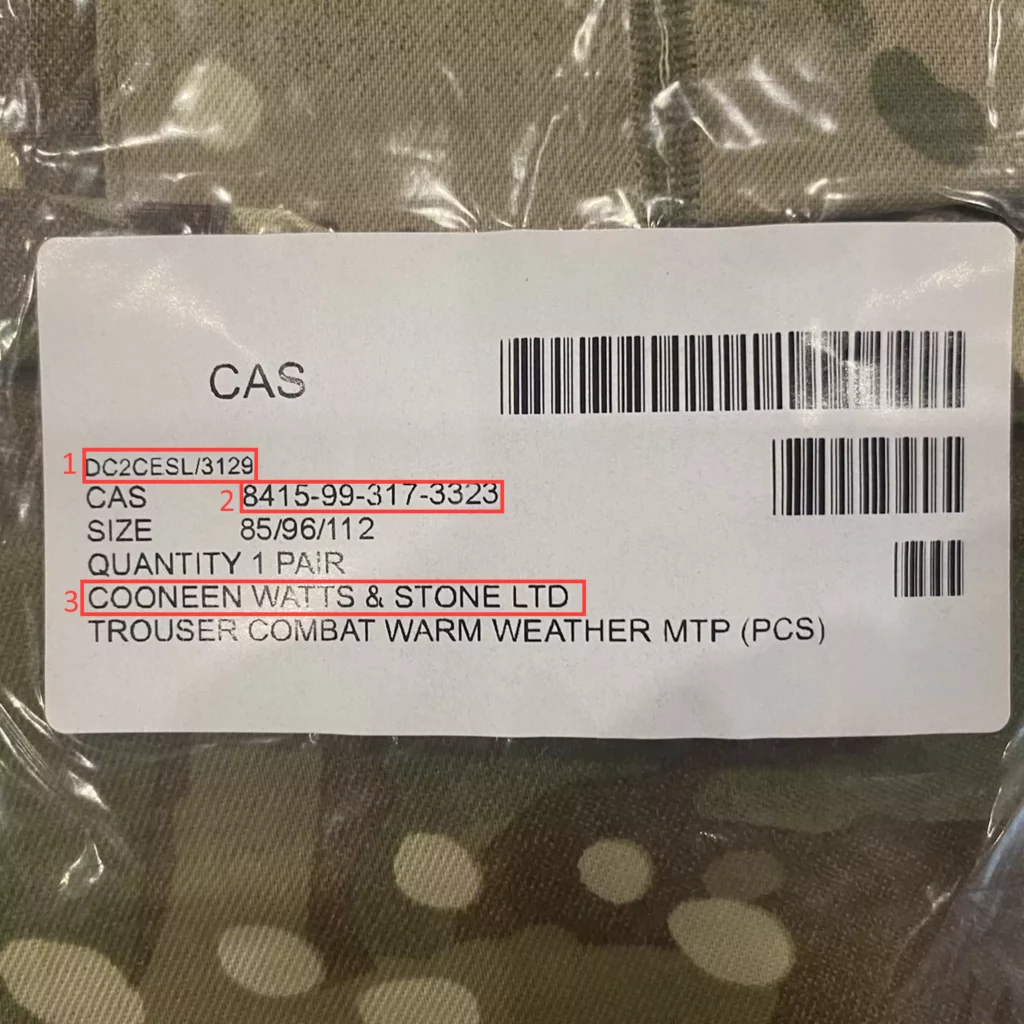 CAS
1 DC2CESL/3129
CAS 2 8415-99-317-3323
SIZE 85/96/112
QUANTITY 1 PAIR
3 COONEEN WATTS & STONE LTD
TROUSER COMBAT WARM WEATHER MTP (PCS)